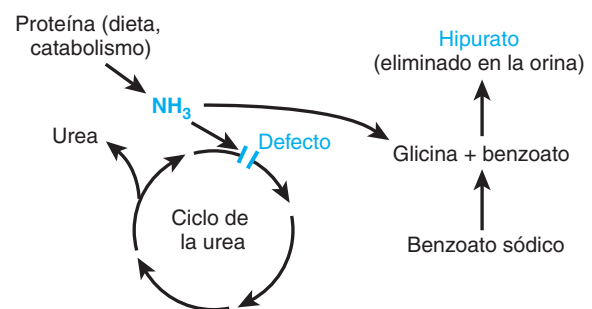 Proteína (dieta,
catabolismo)
NH3
Urea
Defecto
Ciclo de
la urea
Hipurato
(eliminado en la orina)
Glicina + benzoato
Benzoato sódico